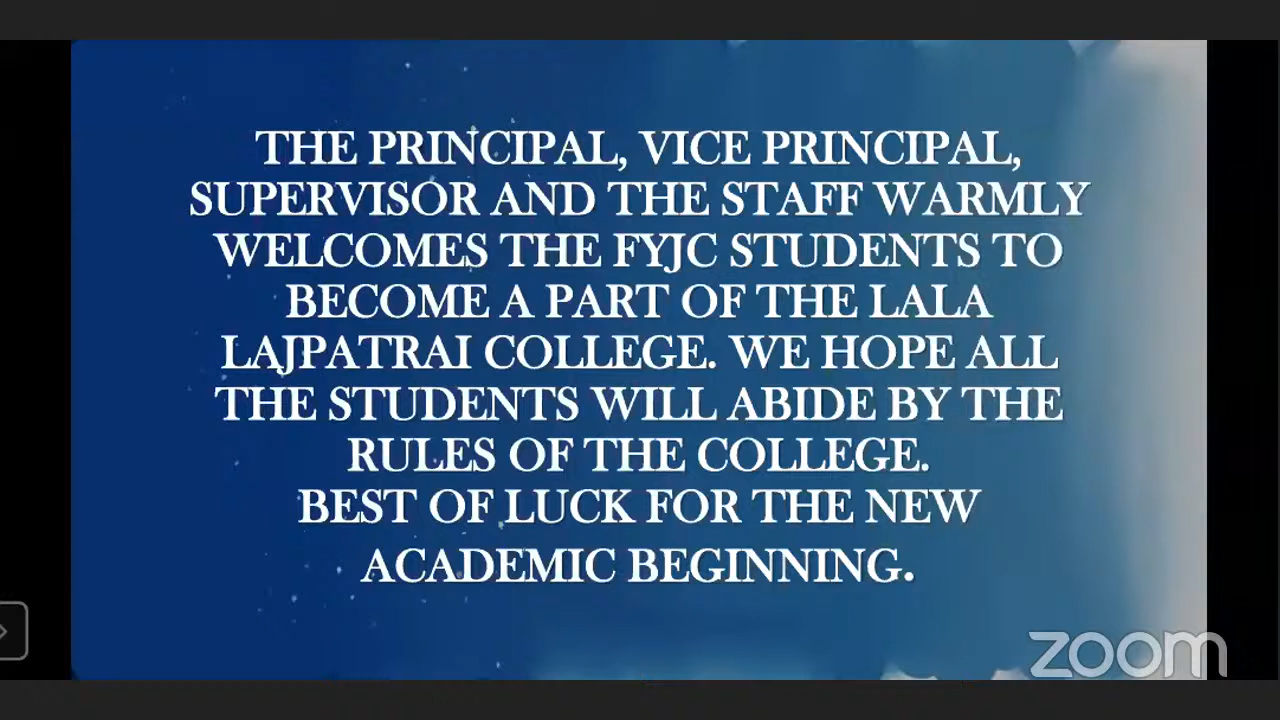 THE PRINCIPAL, VICE PRINCIPAL,
SUPERVISOR AND THE STAFF WARMLY
WELCOMES THE FYJC STUDENTS TO
BECOME A PART OF THE LALA
LAJPATRAI COLLEGE. WE HOPE ALL
THE STUDENTS WILL ABIDE BY THE
RULES OF THE COLLEGE.
BEST OF LUCK FOR THE NEW
ACADEMIC BEGINNING.
zoom